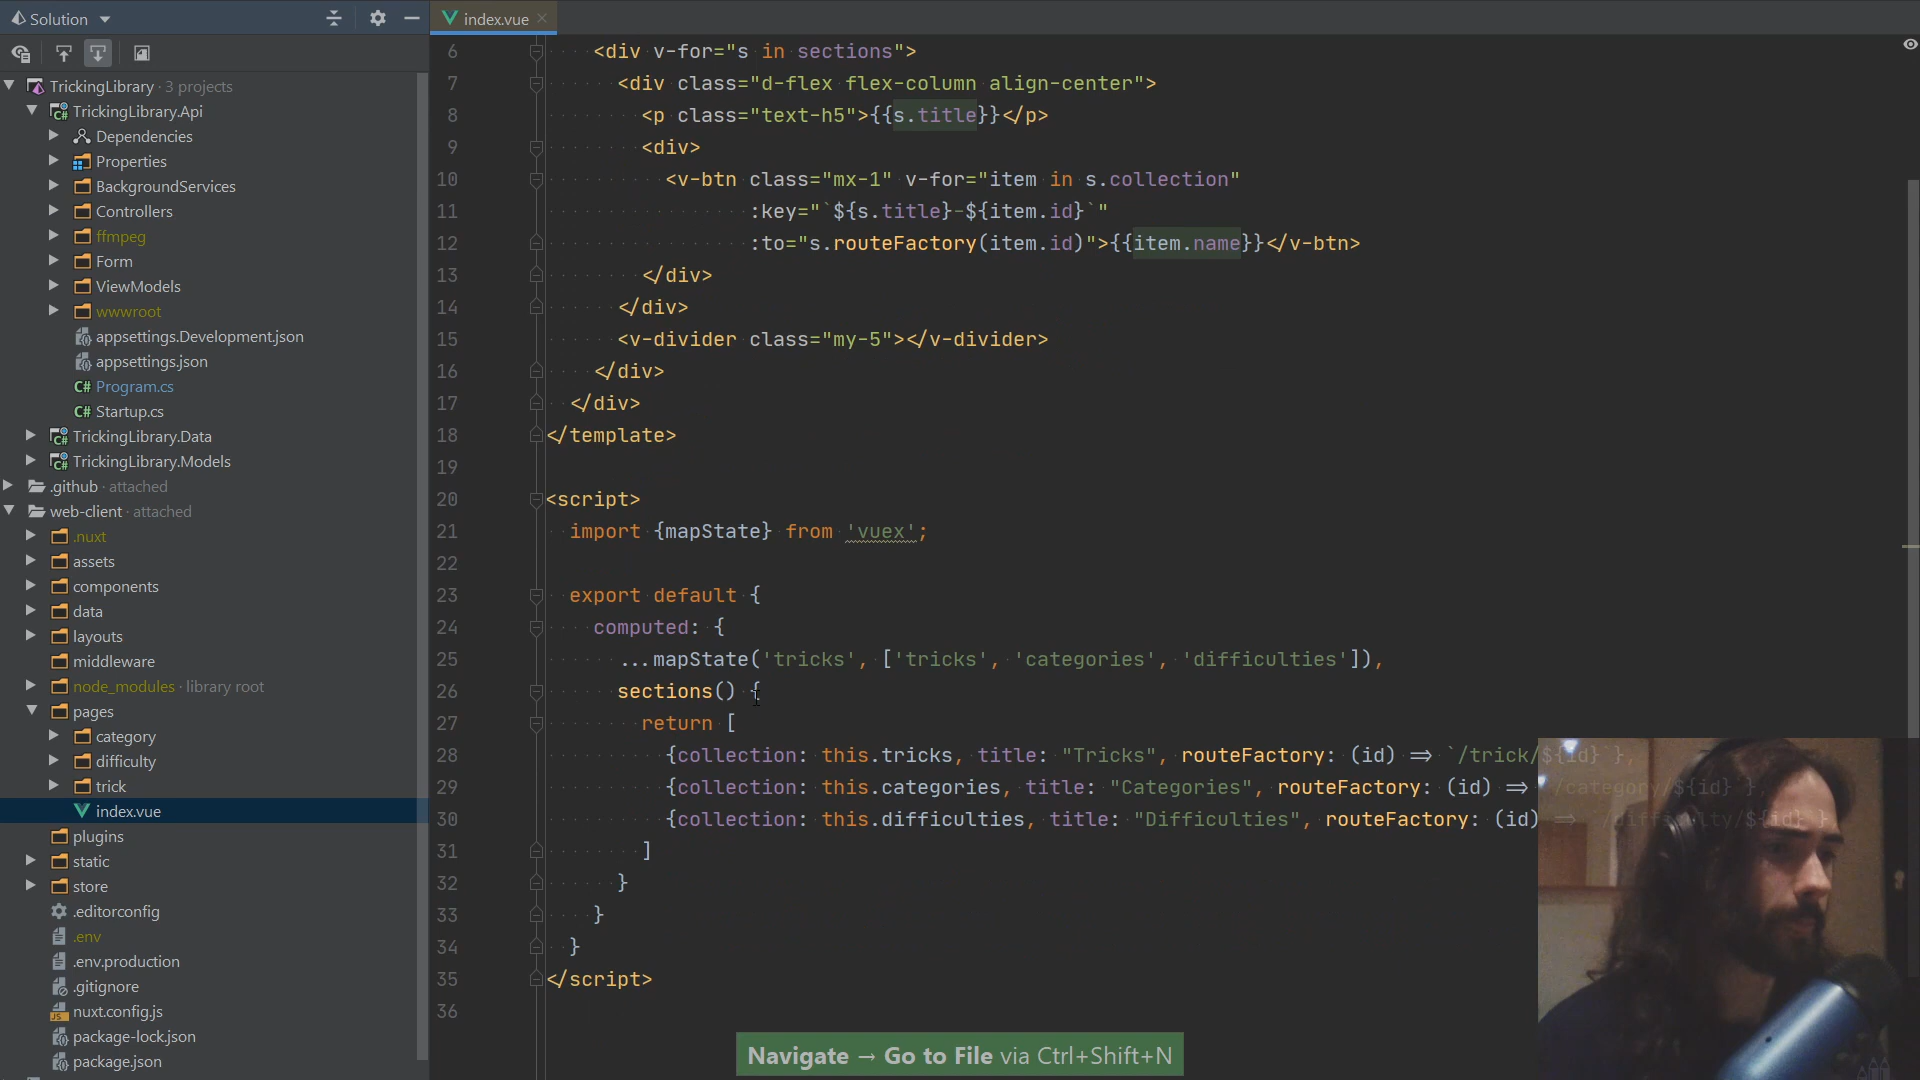 Solution
index.vue
TrickingLibrary · 3 projects
TrickingLibrary.Api
Dependencies
Properties
BackgroundServices
Controllers
ffmpeg
Form
ViewModels
wwwroot
appsettings.Development.json
appsettings.json
C# Program.cs
C# Startup.cs
TrickingLibrary.Data
TrickingLibrary.Models
.github · attached
web-client · attached
.nuxt
assets
components
data
layouts
middleware
node_modules · library root
pages
category
difficulty
trick
index.vue
plugins
static
store
.editorconfig
.env
.env.production
.gitignore
nuxt.config.js
package-lock.json
package.json
6 <div v-for="s in sections">
7 <div class="d-flex flex-column align-center">
8 <p class="text-h5">{{s.title}}</p>
9 <div>
10 <v-btn class="mx-1" v-for="item in s.collection"
11 :key="`${s.title}-${item.id}`"
12 :to="s.routeFactory(item.id)">{{item.name}}</v-btn>
13 </div>
14 </div>
15 <v-divider class="my-5"></v-divider>
16 </div>
17 </div>
18 </template>
19
20 <script>
21 import {mapState} from 'vuex';
22
23 export default {
24 computed: {
25 ...mapState('tricks', ['tricks', 'categories', 'difficulties']),
26 sections() {
27 return [
28 {collection: this.tricks, title: "Tricks", routeFactory: (id) => `/trick/${id}`},
29 {collection: this.categories, title: "Categories", routeFactory: (id) => `/category/${id}`},
30 {collection: this.difficulties, title: "Difficulties", routeFactory: (id) => `/difficulty/${id}`}
31 ]
32 }
33 }
34 }
35 </script>
36
Navigate → Go to File via Ctrl+Shift+N